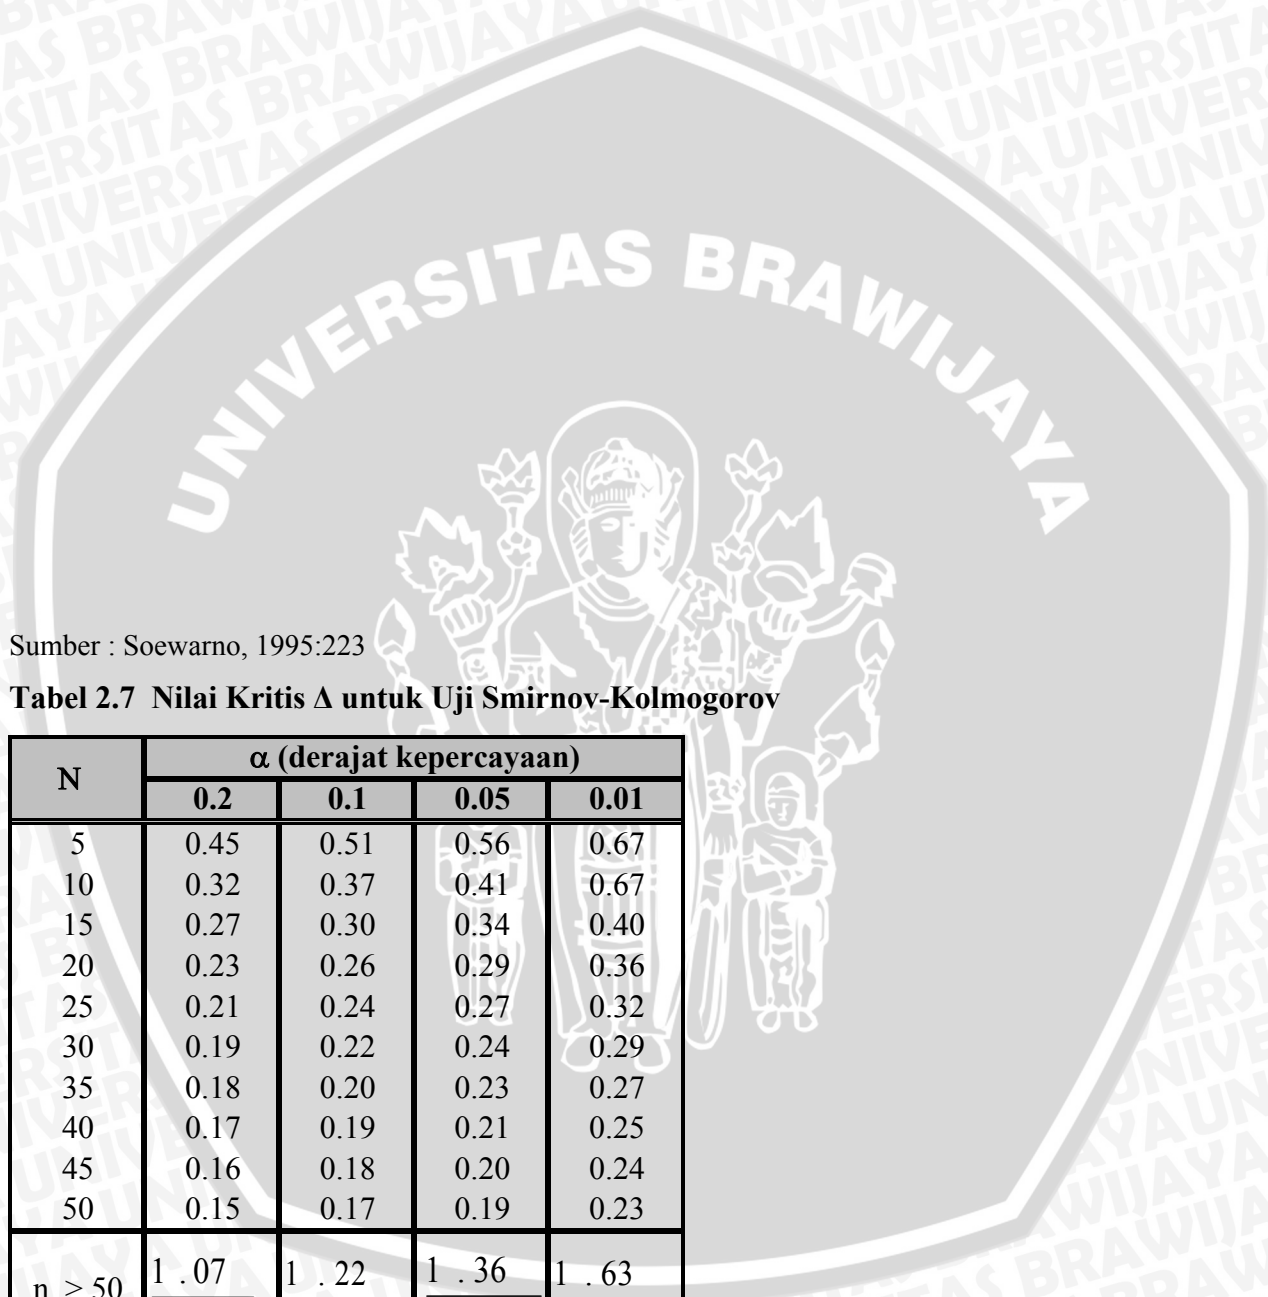 UNIVERSITAS BRAWIJAYA
Sumber : Soewarno, 1995:223
Tabel 2.7 Nilai Kritis Δ untuk Uji Smirnov-Kolmogorov
N α (derajat kepercayaan)
0.2 0.1 0.05 0.01
5 0.45 0.51 0.56 0.67
10 0.32 0.37 0.41 0.67
15 0.27 0.30 0.34 0.40
20 0.23 0.26 0.29 0.36
25 0.21 0.24 0.27 0.32
30 0.19 0.22 0.24 0.29
35 0.18 0.20 0.23 0.27
40 0.17 0.19 0.21 0.25
45 0.16 0.18 0.20 0.24
50 0.15 0.17 0.19 0.23
n > 50 1 . 07 1 . 22 1 . 36 1 . 63